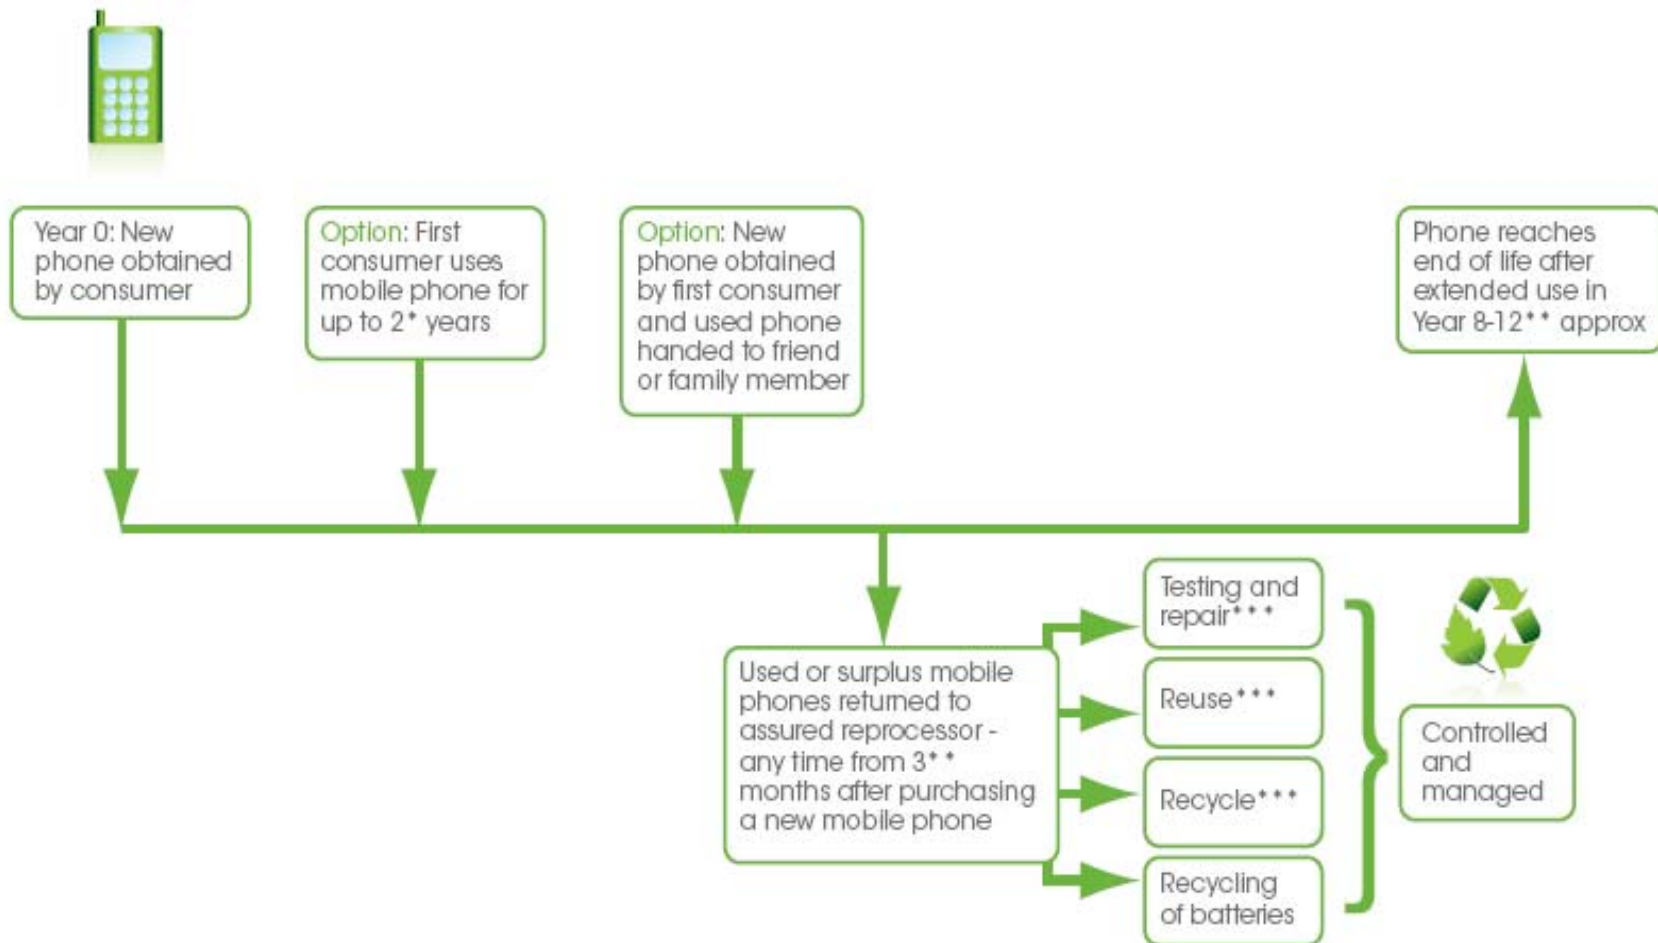 Year 0: New
phone obtained
by consumer
Option: First
consumer uses
mobile phone for
up to 2* years
Option: New
phone obtained
by first consumer
and used phone
handed to friend
or family member
Phone reaches
end of life after
extended use in
Year 8-12** approx
Used or surplus mobile
phones returned to
assured reprocessor -
any time from 3**
months after purchasing
a new mobile phone
Testing and
repair***
Reuse***
Recycle***
Recycling
of batteries
Controlled
and
managed